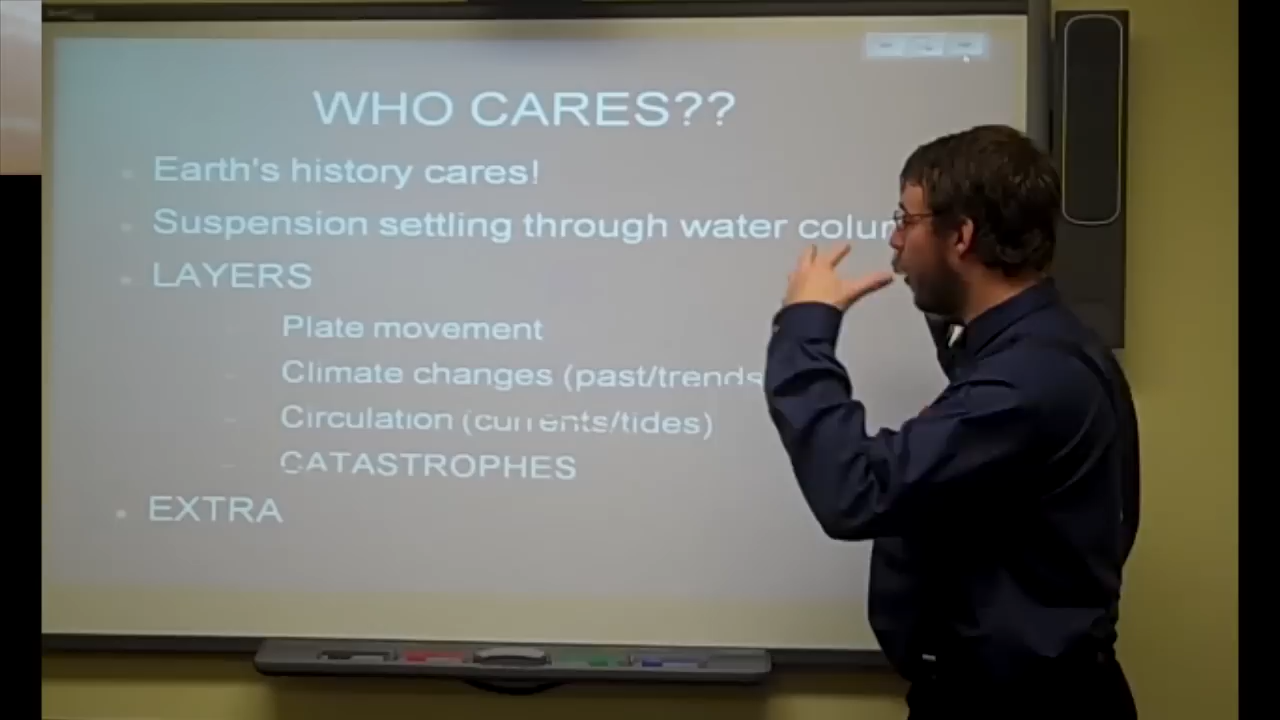 WHO CARES??
Earth's history cares!
Suspension settling through water colu
LAYERS
Plate movement
Climate changes (past/trends
Circulation (currents/tides)
CATASTROPHES
EXTRA